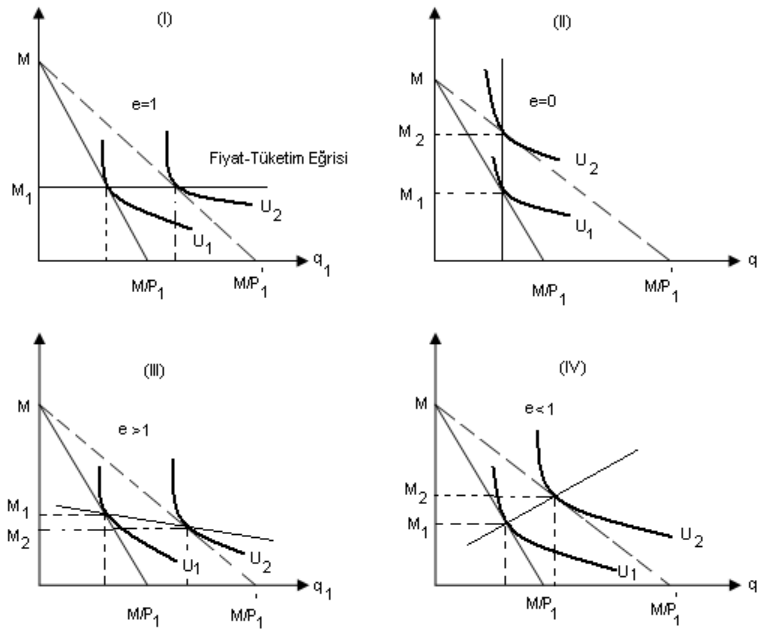 (I)
M
e=1
Fiyat-Tüketim Eğrisi
M1
U2
U1
q1
M/P1
M/P1'
(II)
M
e=0
M2
U2
M1
U1
q
M/P1
M/P1'
(III)
M
e>1
M1
M2
U1
U2
q1
M/P1
M/P1'
(IV)
M
e<1
M2
M1
U2
U1
q
M/P1
M/P1'